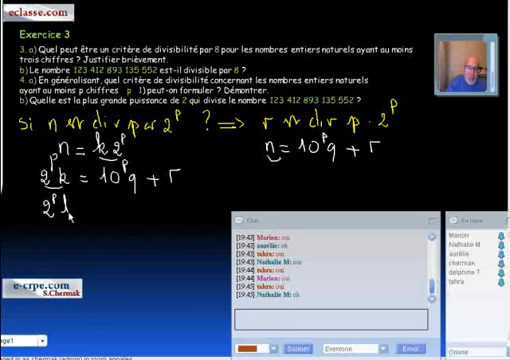 eclasse.com
Exercice 3
3. a) Quel peut être un critère de divisibilité par 8 pour les nombres entiers naturels ayant au moins
trois chiffres ? Justifier brièvement.
b) Le nombre 123 412 893 135 552 est-il divisible par 8 ?
4. a) En généralisant, quel critère de divisibilité concernant les nombres entiers naturels
ayant au moins p chiffres p 1) peut-on formuler ? Démontrer.
b) Quelle est la plus grande puissance de 2 qui divise le nombre 123 412 893 135 552 ?
Si n est div par 2^p ? => r est div p. 2^p
n = k 2^p
n = 10^p q + r
2^p k = 10^p q + r
2^p
Chat
[19:43] Marion: oui
[19:43] aurélie: oui
[19:43] tahra: oui
[19:43] Nathalie M: oui
[19:44] tahra: oui
[19:44] Marion: oui
[19:45] tahra: oui
[19:45] Nathalie M: ok
Everyone
Envoi
Marion
Nathalie M
aurélie
chermak
delphine T
tahra
e-crpe.com
S.Chermak
page1